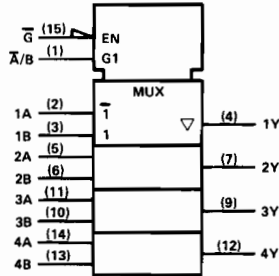 G̅ (15) EN
A̅/B (1) G1
MUX
1A (2) 1̅ ▽ (4) 1Y
1B (3) 1
2A (5) (7) 2Y
2B (6)
3A (11) (9) 3Y
3B (10)
4A (14) (12) 4Y
4B (13)